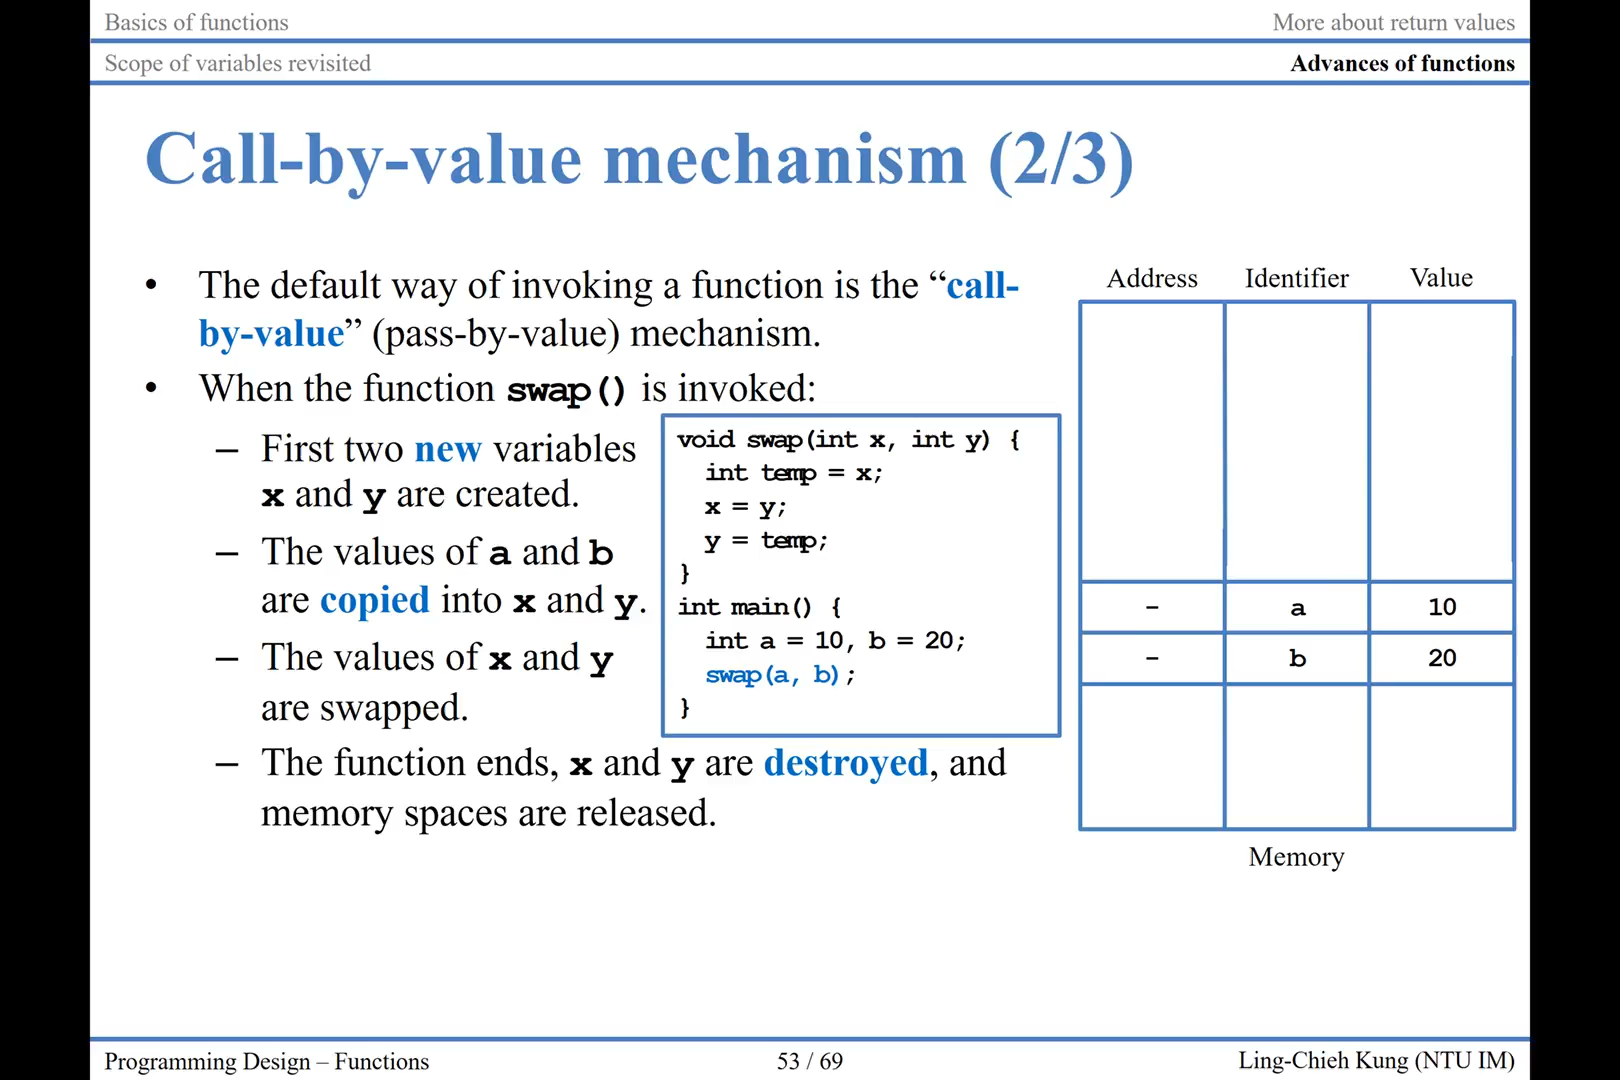 Basics of functions
More about return values
Scope of variables revisited
Advances of functions
Call-by-value mechanism (2/3)
• The default way of invoking a function is the “call-
by-value” (pass-by-value) mechanism.
• When the function swap() is invoked:
– First two new variables
x and y are created.
– The values of a and b
are copied into x and y.
– The values of x and y
are swapped.
– The function ends, x and y are destroyed, and
memory spaces are released.
void swap(int x, int y) {
int temp = x;
x = y;
y = temp;
}
int main() {
int a = 10, b = 20;
swap(a, b);
}
Address Identifier Value
- a 10
- b 20
Memory
Programming Design – Functions
53 / 69
Ling-Chieh Kung (NTU IM)